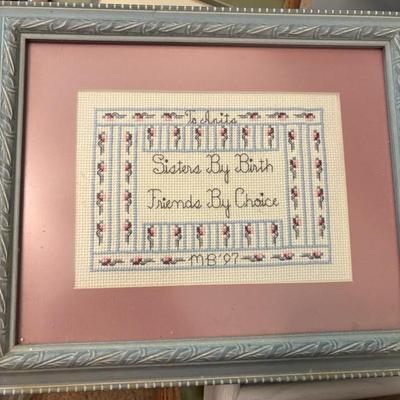 To Anita
Sisters By Birth
Friends By Choice
MB '97